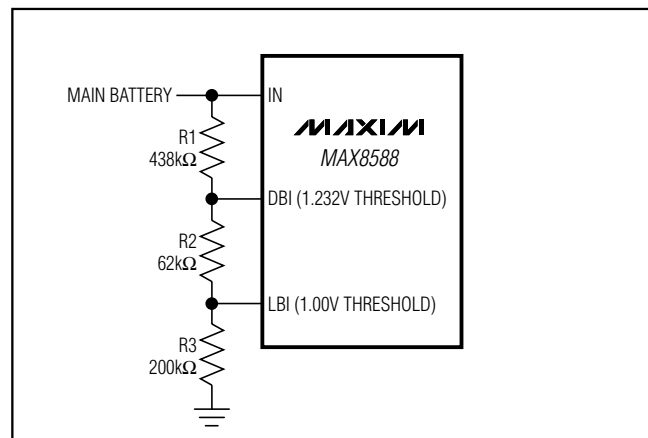 MAIN BATTERY
IN
R1
438kΩ
MAXIM
MAX8588
DBI (1.232V THRESHOLD)
R2
62kΩ
LBI (1.00V THRESHOLD)
R3
200kΩ